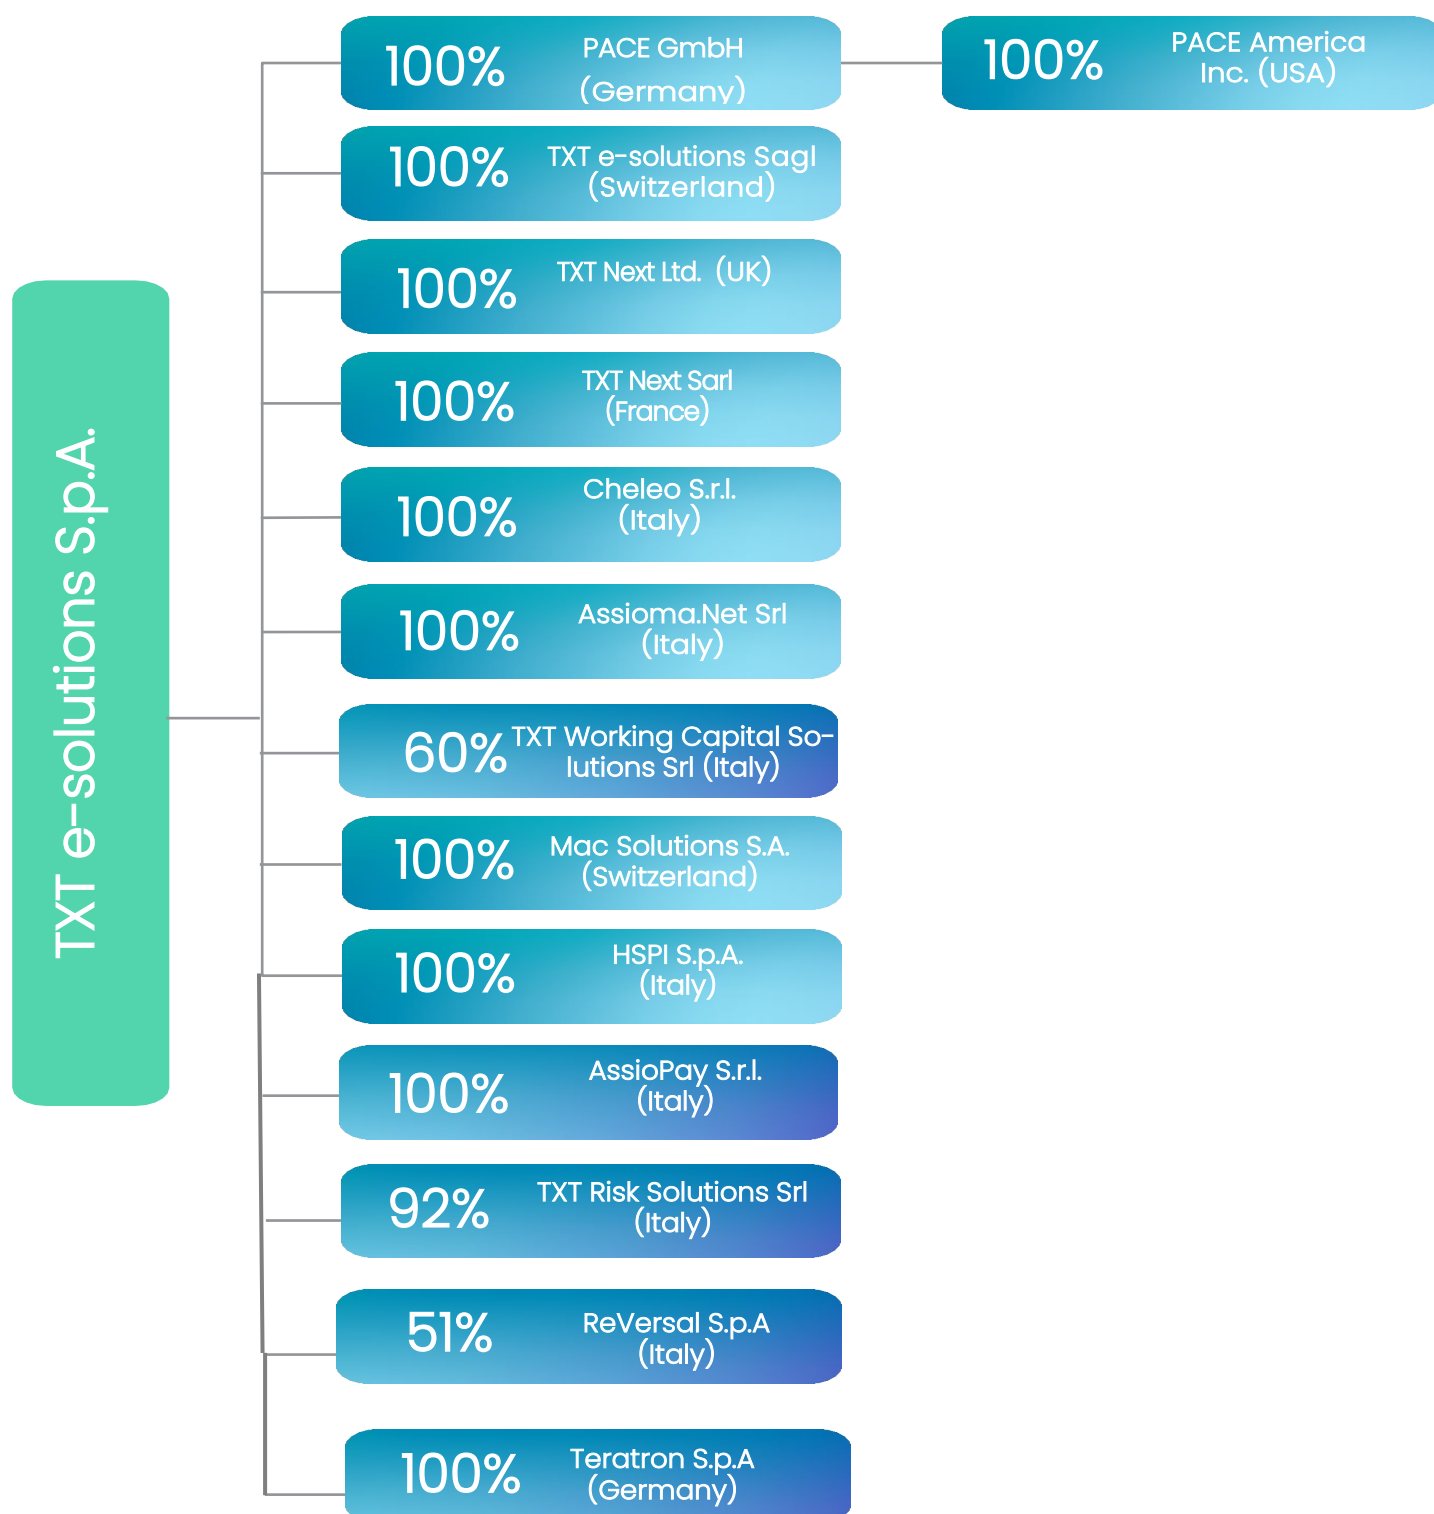 TXT e-solutions S.p.A.
100%
PACE GmbH
(Germany)
100%
PACE America
Inc. (USA)
100%
TXT e-solutions Sagl
(Switzerland)
100%
TXT Next Ltd. (UK)
100%
TXT Next Sarl
(France)
100%
Cheleo S.r.l.
(Italy)
100%
Assioma.Net Srl
(Italy)
60%
TXT Working Capital So-
lutions Srl (Italy)
100%
Mac Solutions S.A.
(Switzerland)
100%
HSPI S.p.A.
(Italy)
100%
AssioPay S.r.l.
(Italy)
92%
TXT Risk Solutions Srl
(Italy)
51%
ReVersal S.p.A
(Italy)
100%
Teratron S.p.A
(Germany)